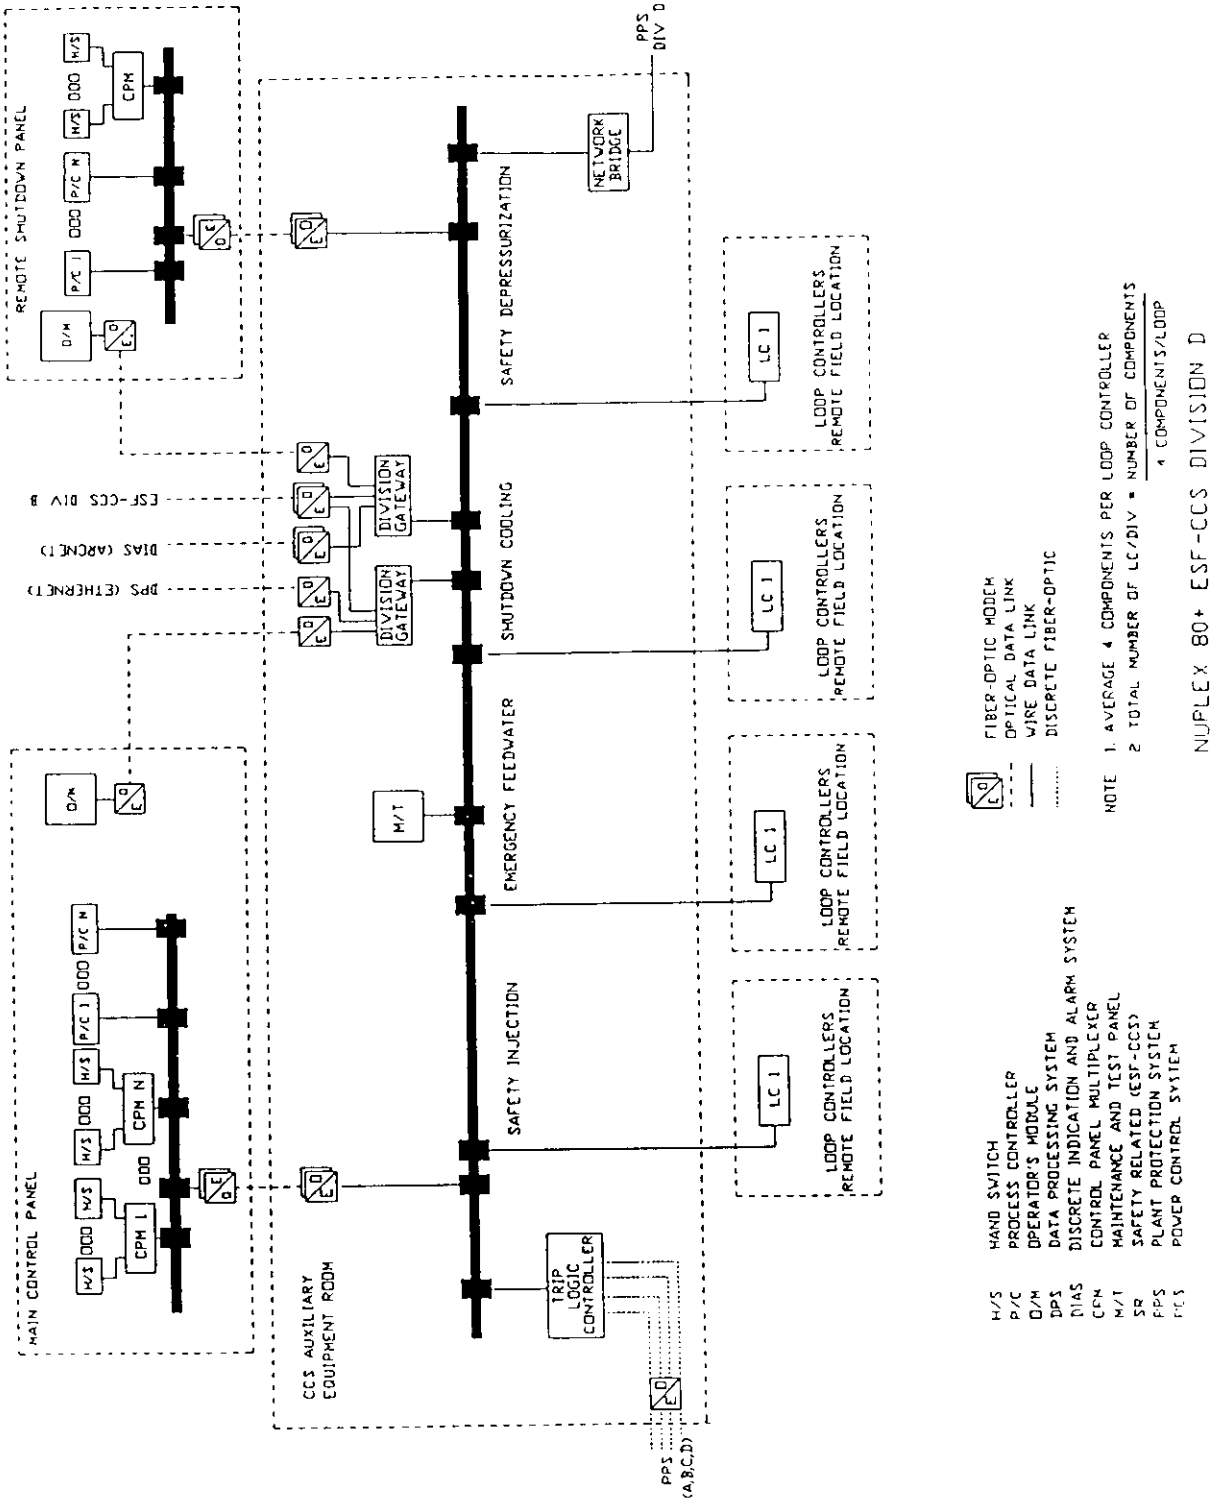 MAIN CONTROL PANEL
H/S 000 H/S
CPM 1
000
H/S 000 H/S
CPM N
P/C 1 000 P/C N
O/M
E O
O E
REMOTE SHUTDOWN PANEL
O/M
E O
P/C 1 000 P/C N
H/S 000 H/S
CPM
O E
DPS (ETHERNET)
DIAS (ARCNET)
ESF-CCS DIV B
E O
E O
E O
E O
E O
DIVISION
GATEWAY
DIVISION
GATEWAY
E O
E O
CCS AUXILIARY
EQUIPMENT ROOM
M/T
SAFETY INJECTION
EMERGENCY FEEDWATER
SHUTDOWN COOLING
SAFETY DEPRESSURIZATION
TRIP
LOGIC
CONTROLLER
NETWORK
BRIDGE
PPS
DIV D
PPS
(A,B,C,D)
E O
LC 1
LOOP CONTROLLERS
REMOTE FIELD LOCATION
LC 1
LOOP CONTROLLERS
REMOTE FIELD LOCATION
LC 1
LOOP CONTROLLERS
REMOTE FIELD LOCATION
LC 1
LOOP CONTROLLERS
REMOTE FIELD LOCATION
H/S HAND SWITCH
P/C PROCESS CONTROLLER
O/M OPERATOR'S MODULE
DPS DATA PROCESSING SYSTEM
DIAS DISCRETE INDICATION AND ALARM SYSTEM
CPM CONTROL PANEL MULTIPLEXER
M/T MAINTENANCE AND TEST PANEL
SR SAFETY RELATED (ESF-CCS)
PPS PLANT PROTECTION SYSTEM
PCS POWER CONTROL SYSTEM
E O FIBER-OPTIC MODEM
OPTICAL DATA LINK
WIRE DATA LINK
DISCRETE FIBER-OPTIC
NOTE 1. AVERAGE 4 COMPONENTS PER LOOP CONTROLLER
2 TOTAL NUMBER OF LC/DIV = NUMBER OF COMPONENTS
4 COMPONENTS/LOOP
NUPLEX 80+ ESF-CCS DIVISION D